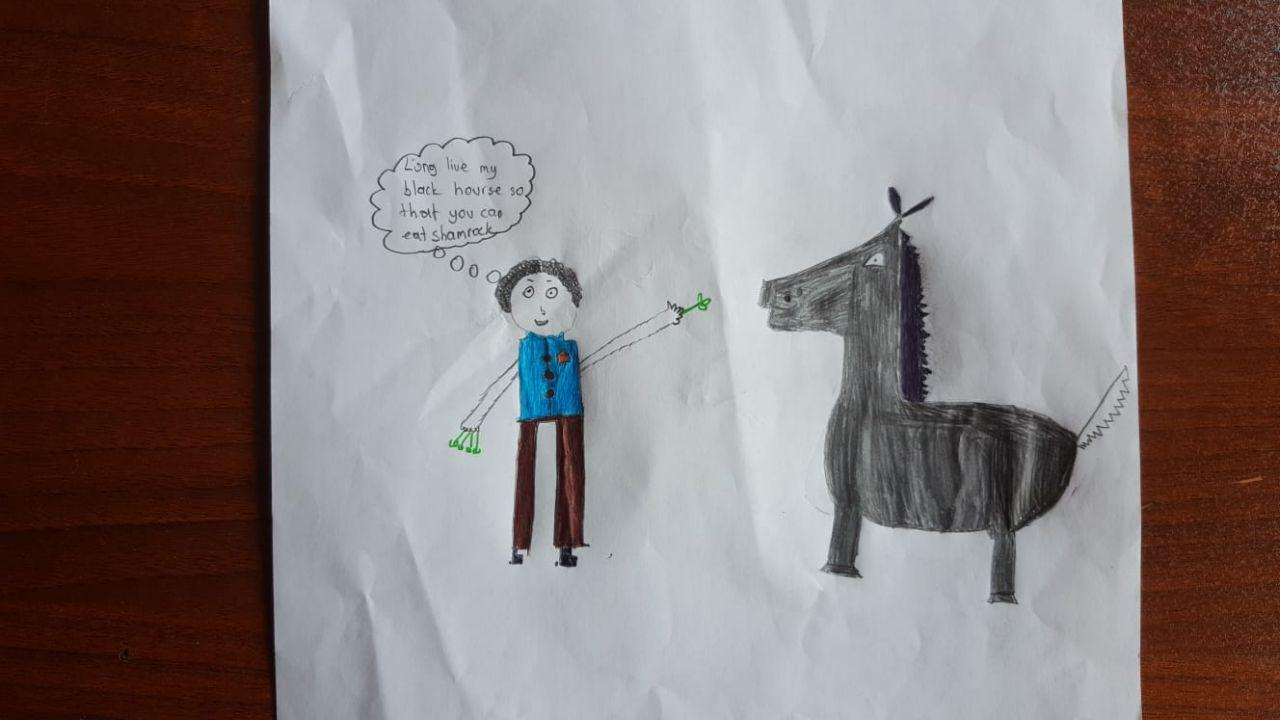 Long live my
black hourse so
that you can
eat shamrock